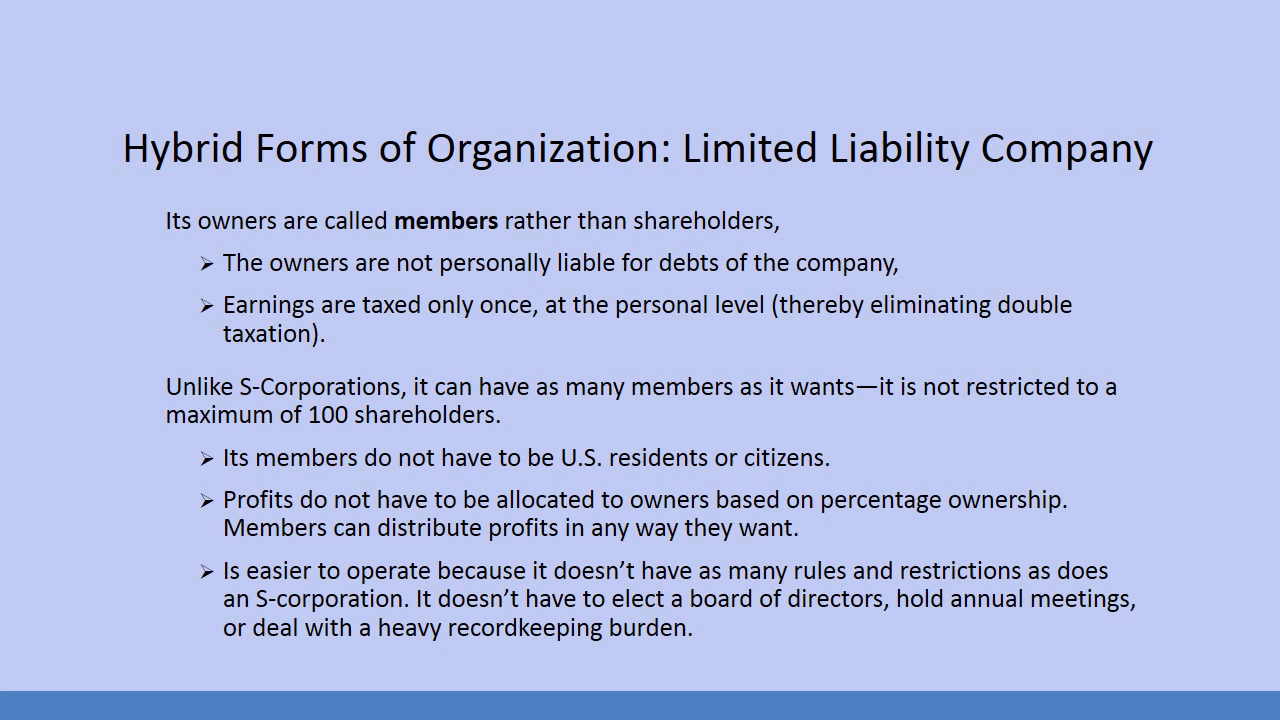 Hybrid Forms of Organization: Limited Liability Company
Its owners are called members rather than shareholders,
➢ The owners are not personally liable for debts of the company,
➢ Earnings are taxed only once, at the personal level (thereby eliminating double
taxation).
Unlike S-Corporations, it can have as many members as it wants—it is not restricted to a
maximum of 100 shareholders.
➢ Its members do not have to be U.S. residents or citizens.
➢ Profits do not have to be allocated to owners based on percentage ownership.
Members can distribute profits in any way they want.
➢ Is easier to operate because it doesn’t have as many rules and restrictions as does
an S-corporation. It doesn’t have to elect a board of directors, hold annual meetings,
or deal with a heavy recordkeeping burden.